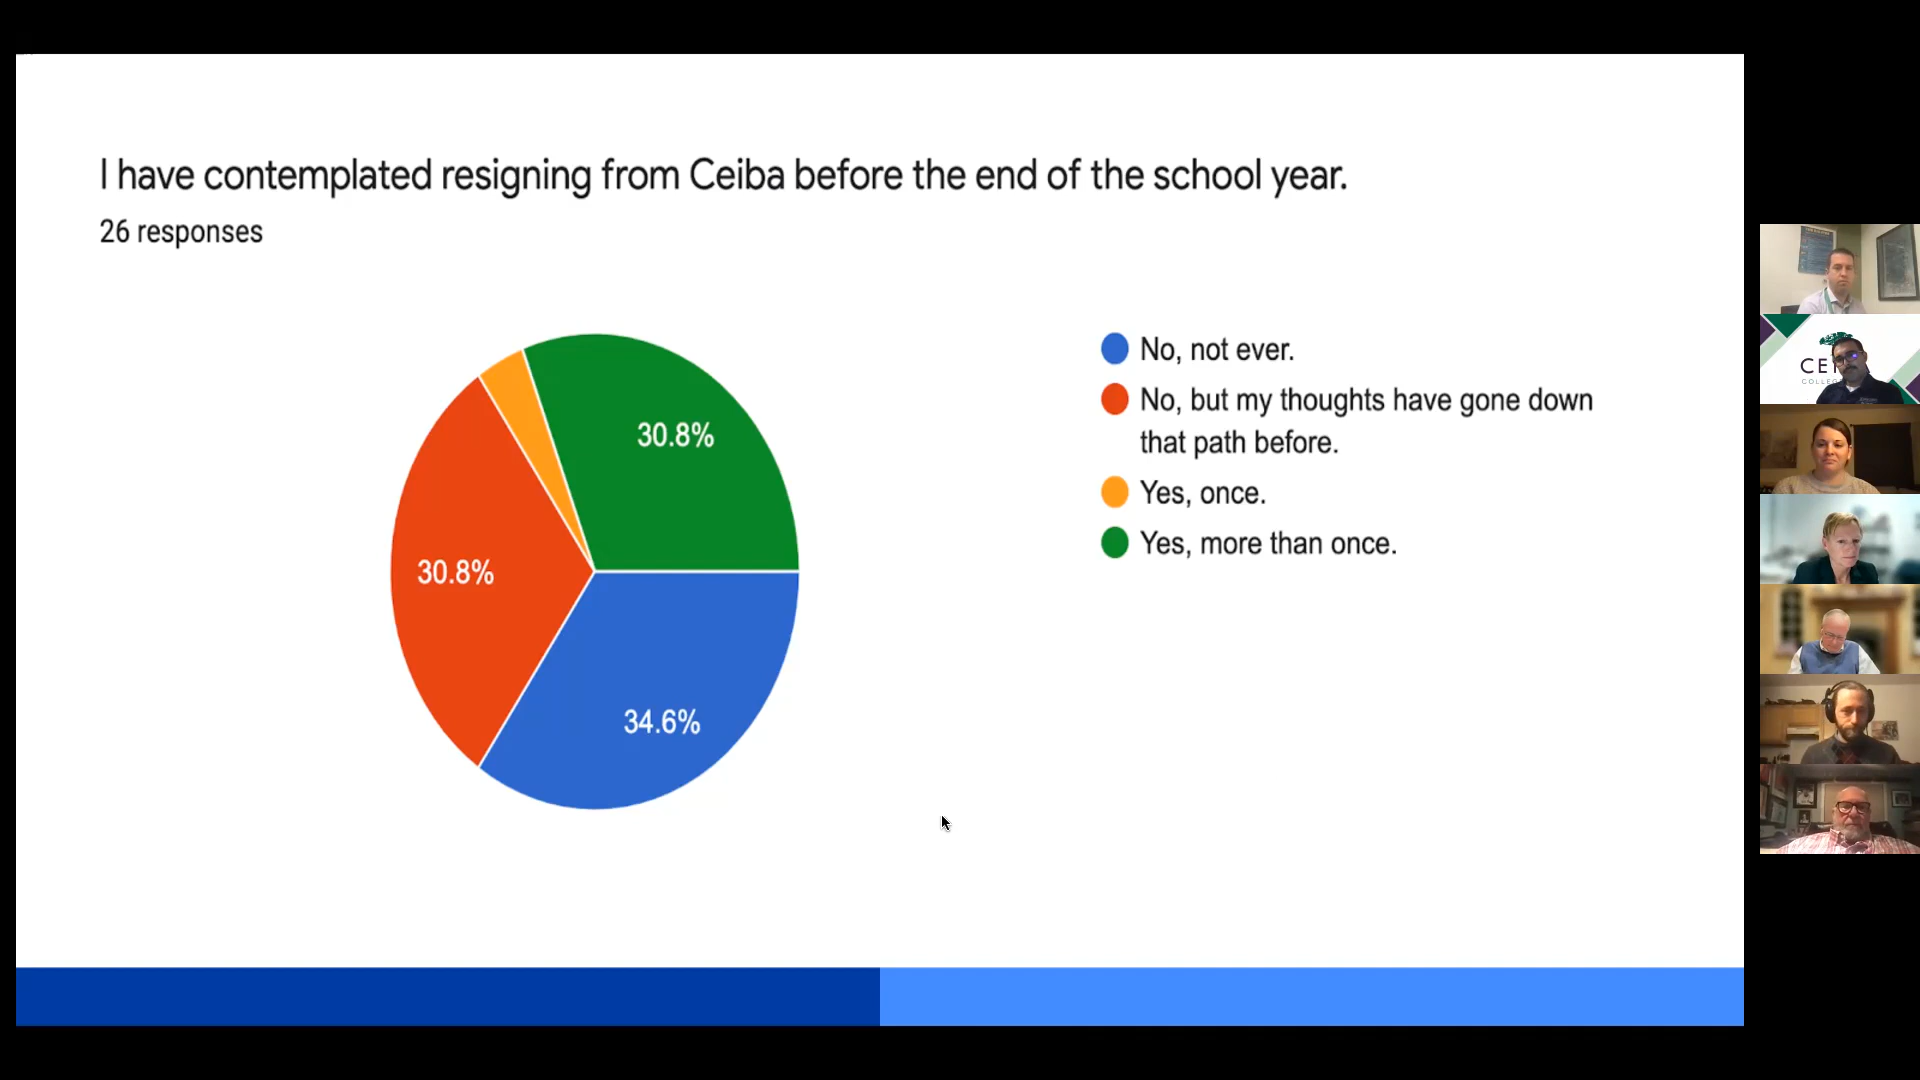 I have contemplated resigning from Ceiba before the end of the school year.
26 responses
30.8%
30.8%
34.6%
No, not ever.
No, but my thoughts have gone down
that path before.
Yes, once.
Yes, more than once.